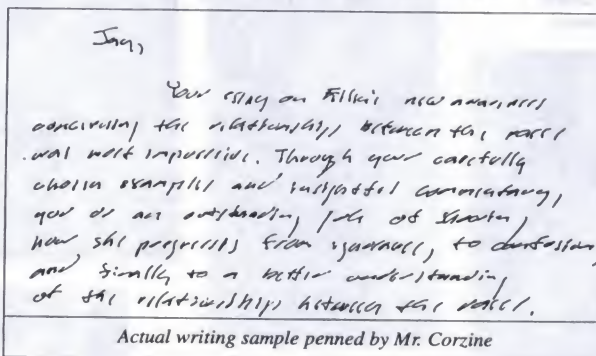 Your essay on Ellen's new awareness
concerning the relationships between the races
was most impressive. Through your carefully
chosen examples and insightful commentary,
you do an outstanding job of showing
how she progresses from ignorance, to confusion,
and finally to a better understanding
of the relationships between the races.
Actual writing sample penned by Mr. Corzine